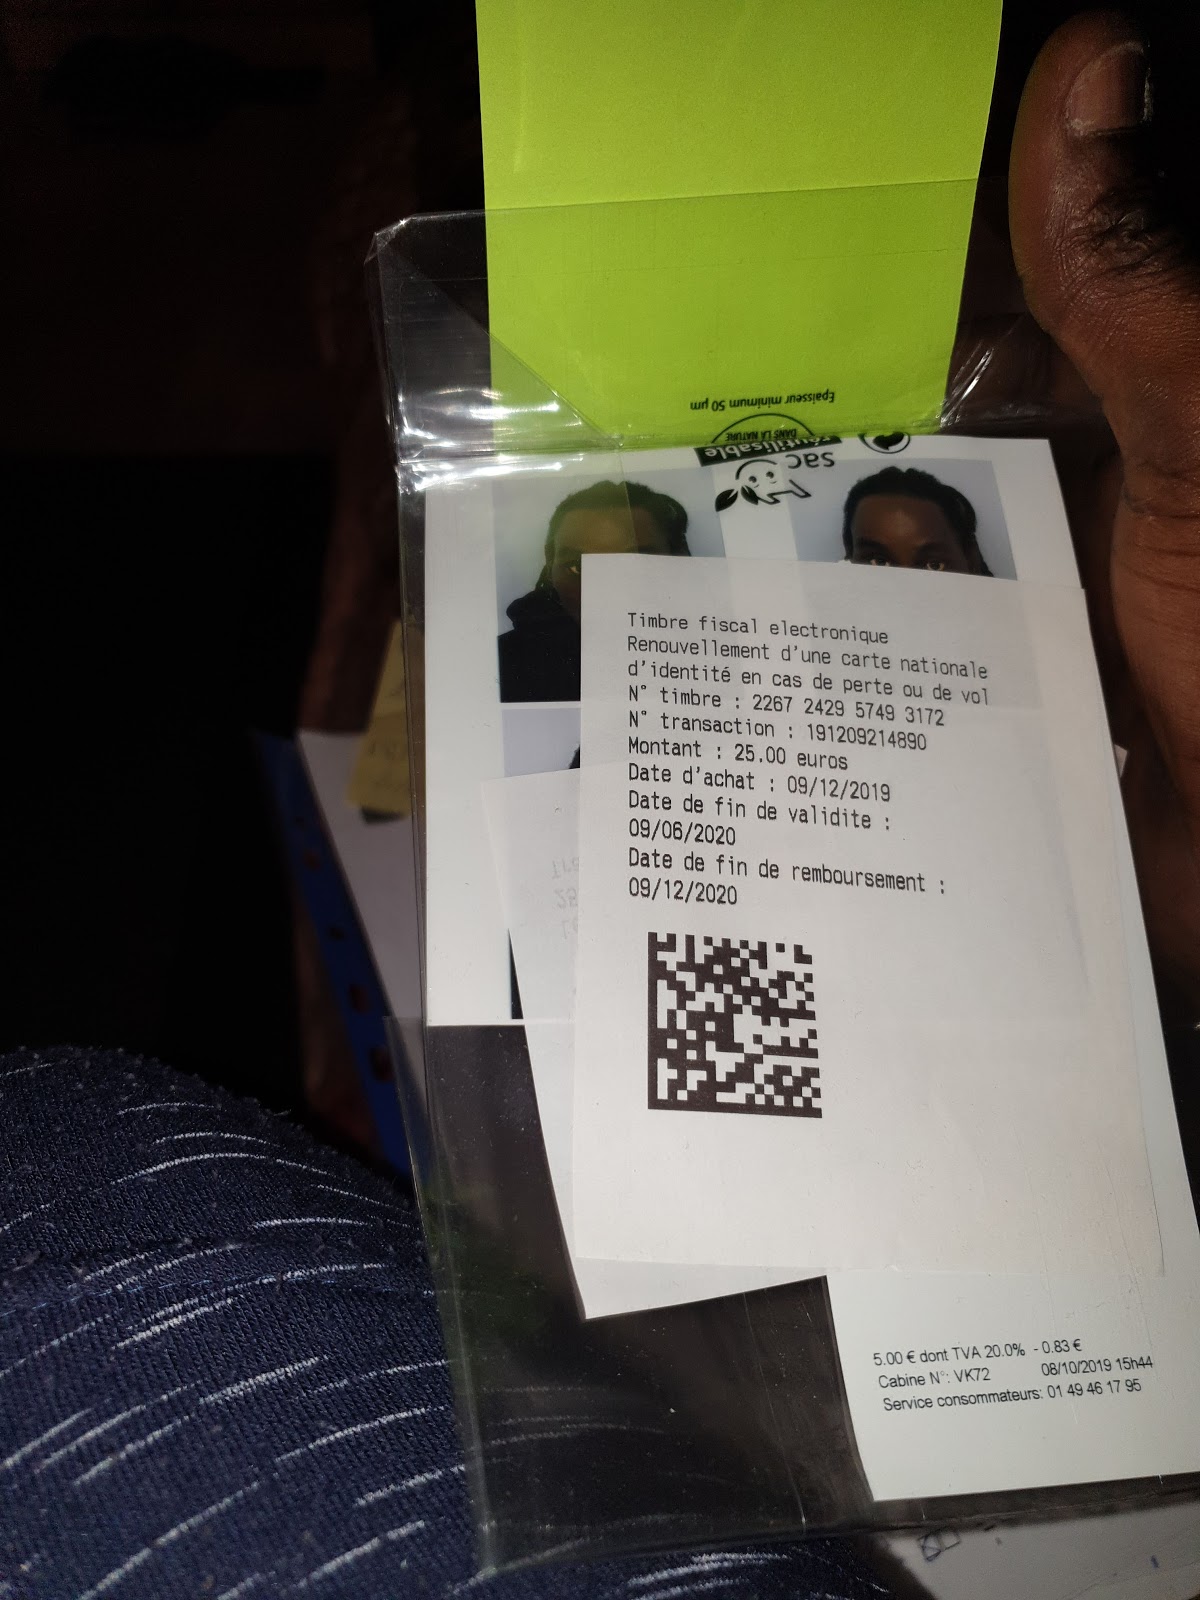 Epaisseur minimum 50 µm
DANS LA NATURE
réutilisable
sac
Timbre fiscal electronique
Renouvellement d'une carte nationale
d'identité en cas de perte ou de vol
N° timbre : 2267 2429 5749 3172
N° transaction : 191209214890
Montant : 25.00 euros
Date d'achat : 09/12/2019
Date de fin de validite :
09/06/2020
Date de fin de remboursement :
09/12/2020
5.00 € dont TVA 20.0% - 0.83 €
Cabine N°: VK72 08/10/2019 15h44
Service consommateurs: 01 49 46 17 95